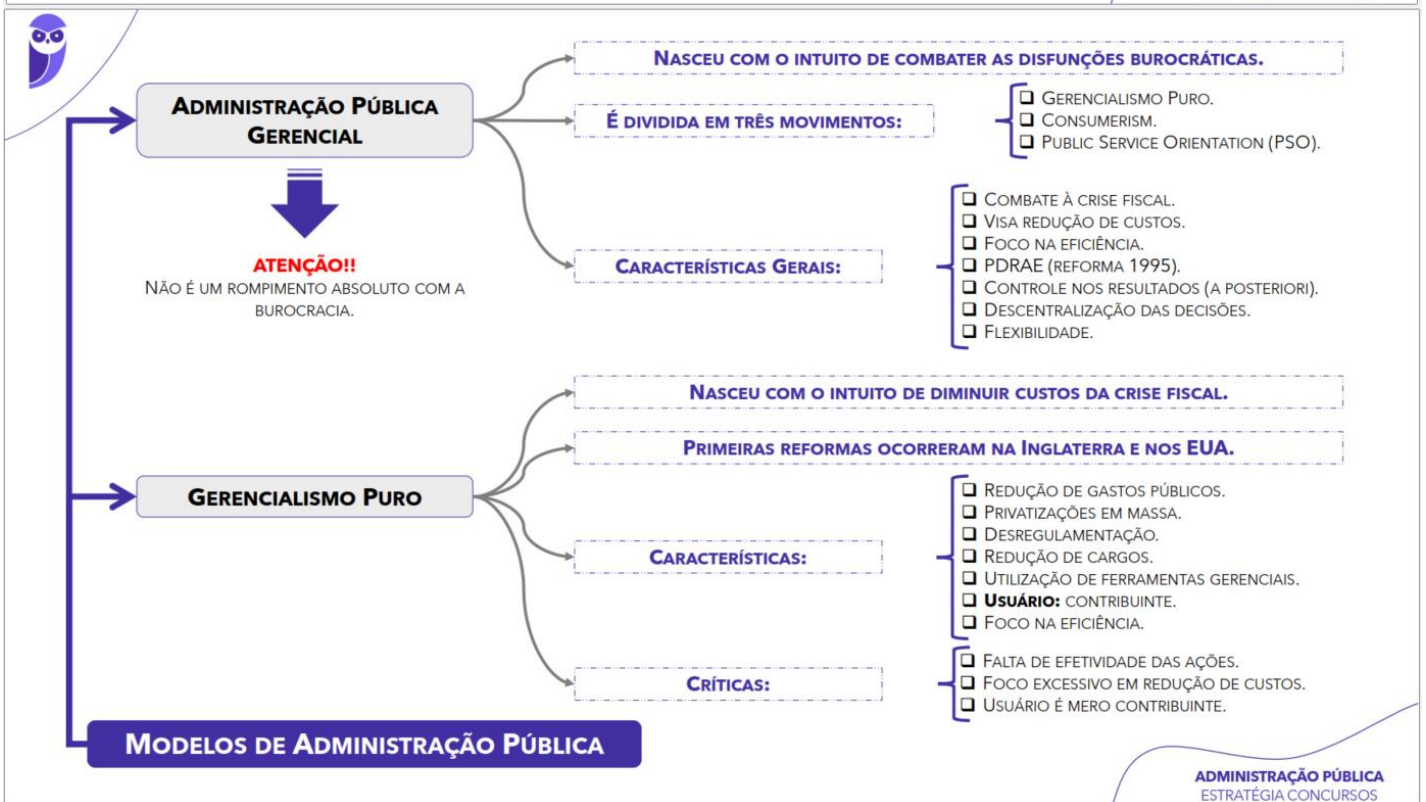 Administração Pública
Gerencial
ATENÇÃO!!
Não é um rompimento absoluto com a
burocracia.
Nasceu com o intuito de combater as disfunções burocráticas.
É dividida em três movimentos:
Gerencialismo Puro.
Consumerism.
Public Service Orientation (PSO).
Características Gerais:
Combate à crise fiscal.
Visa redução de custos.
Foco na eficiência.
PDRAE (reforma 1995).
Controle nos resultados (a posteriori).
Descentralização das decisões.
Flexibilidade.
Gerencialismo Puro
Nasceu com o intuito de diminuir custos da crise fiscal.
Primeiras reformas ocorreram na Inglaterra e nos EUA.
Características:
Redução de gastos públicos.
Privatizações em massa.
Desregulamentação.
Redução de cargos.
Utilização de ferramentas gerenciais.
Usuário: contribuinte.
Foco na eficiência.
Críticas:
Falta de efetividade das ações.
Foco excessivo em redução de custos.
Usuário é mero contribuinte.
Modelos de Administração Pública
ADMINISTRAÇÃO PÚBLICA
ESTRATÉGIA CONCURSOS